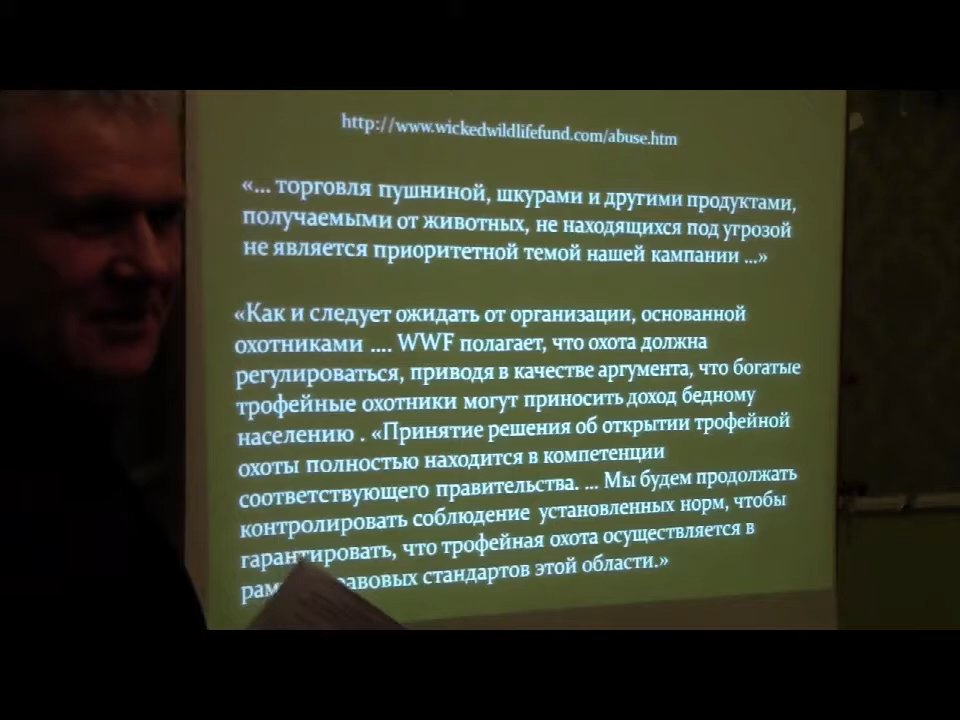 http://www.wickedwildlifefund.com/abuse.htm
«... торговля пушниной, шкурами и другими продуктами,
получаемыми от животных, не находящихся под угрозой
не является приоритетной темой нашей кампании ...»
«Как и следует ожидать от организации, основанной
охотниками .... WWF полагает, что охота должна
регулироваться, приводя в качестве аргумента, что богатые
трофейные охотники могут приносить доход бедному
населению . «Принятие решения об открытии трофейной
охоты полностью находится в компетенции
соответствующего правительства. ... Мы будем продолжать
контролировать соблюдение установленных норм, чтобы
гарантировать, что трофейная охота осуществляется в
стандартов этой области.»